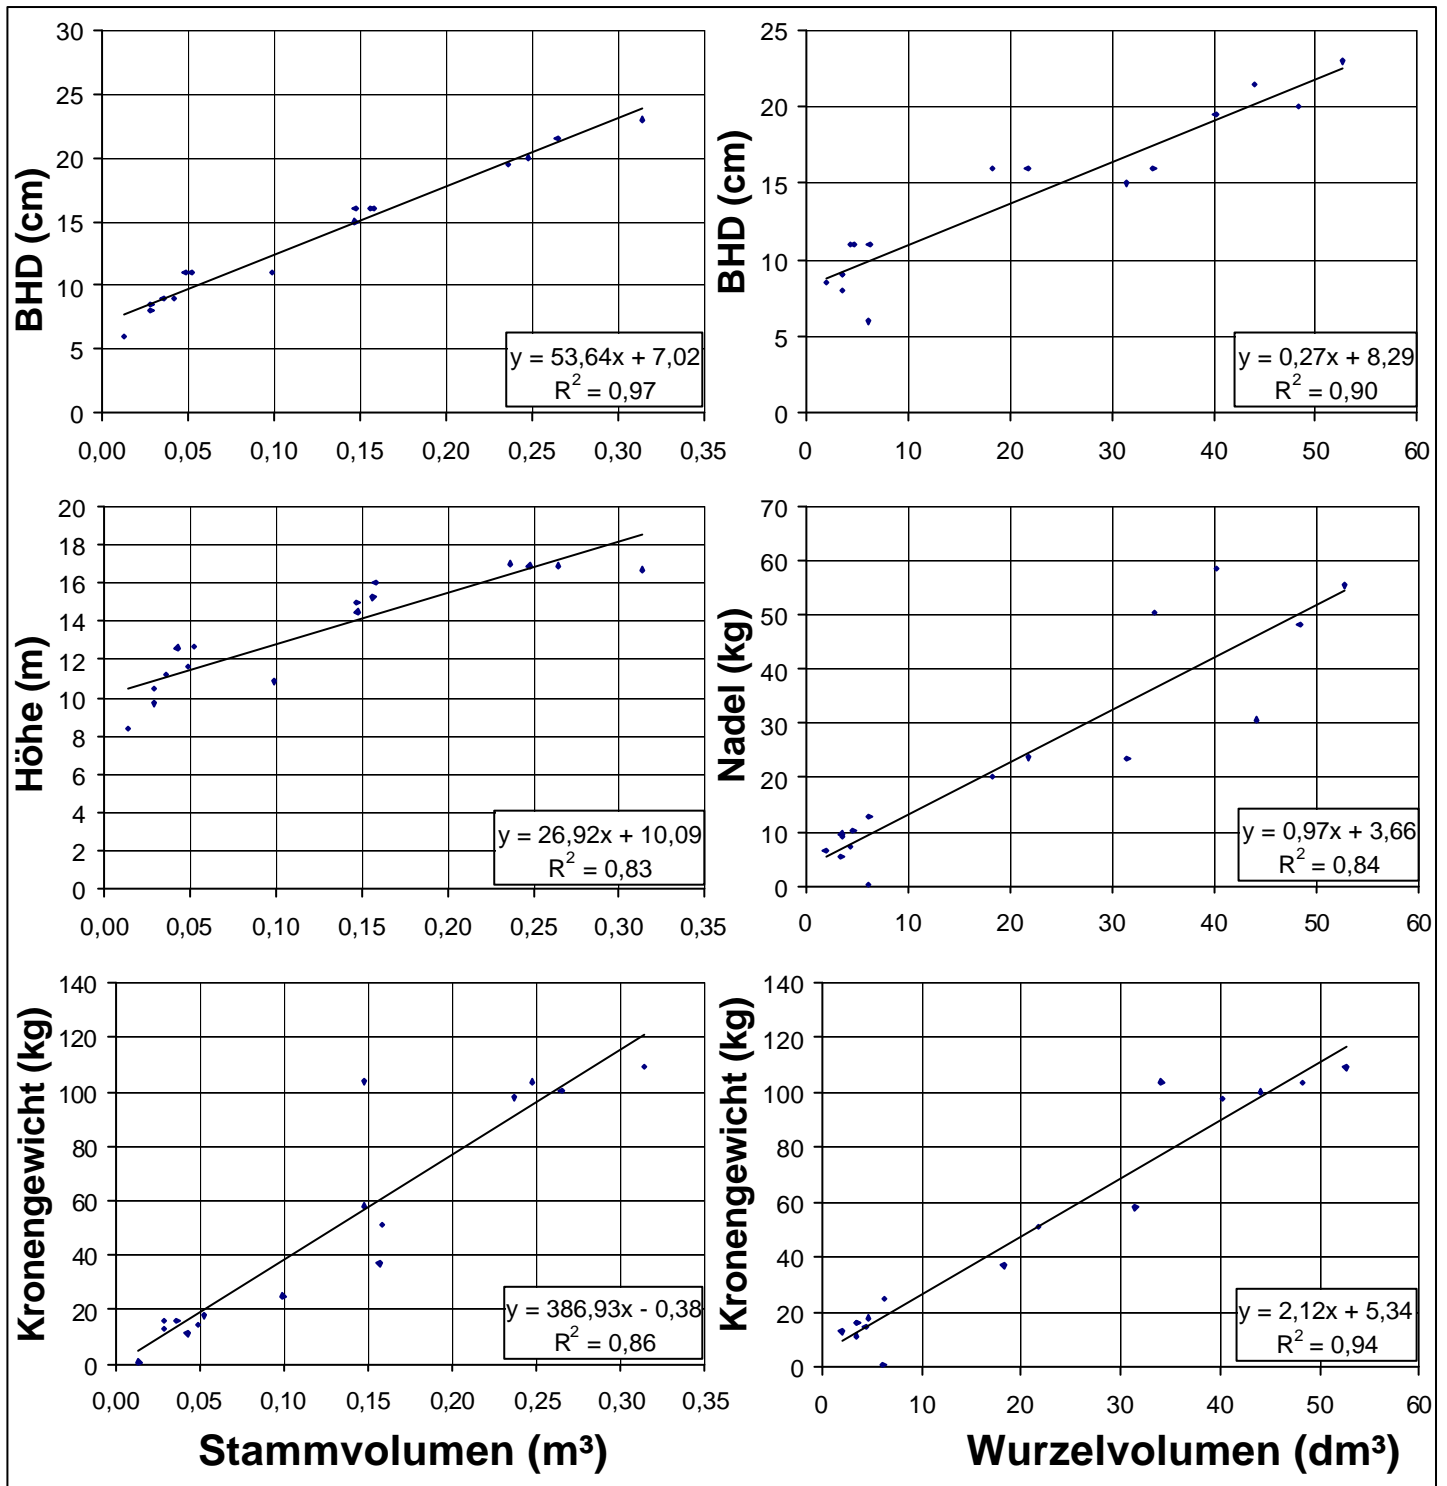 BHD (cm)
30
25
20
15
10
5
0
y = 53,64x + 7,02
R² = 0,97
0,00 0,05 0,10 0,15 0,20 0,25 0,30 0,35
BHD (cm)
25
20
15
10
5
0
y = 0,27x + 8,29
R² = 0,90
0 10 20 30 40 50 60
Höhe (m)
20
18
16
14
12
10
8
6
4
2
0
y = 26,92x + 10,09
R² = 0,83
0,00 0,05 0,10 0,15 0,20 0,25 0,30 0,35
Nadel (kg)
70
60
50
40
30
20
10
0
y = 0,97x + 3,66
R² = 0,84
0 10 20 30 40 50 60
Kronengewicht (kg)
140
120
100
80
60
40
20
0
y = 386,93x - 0,38
R² = 0,86
0,00 0,05 0,10 0,15 0,20 0,25 0,30 0,35
Stammvolumen (m³)
Kronengewicht (kg)
140
120
100
80
60
40
20
0
y = 2,12x + 5,34
R² = 0,94
0 10 20 30 40 50 60
Wurzelvolumen (dm³)